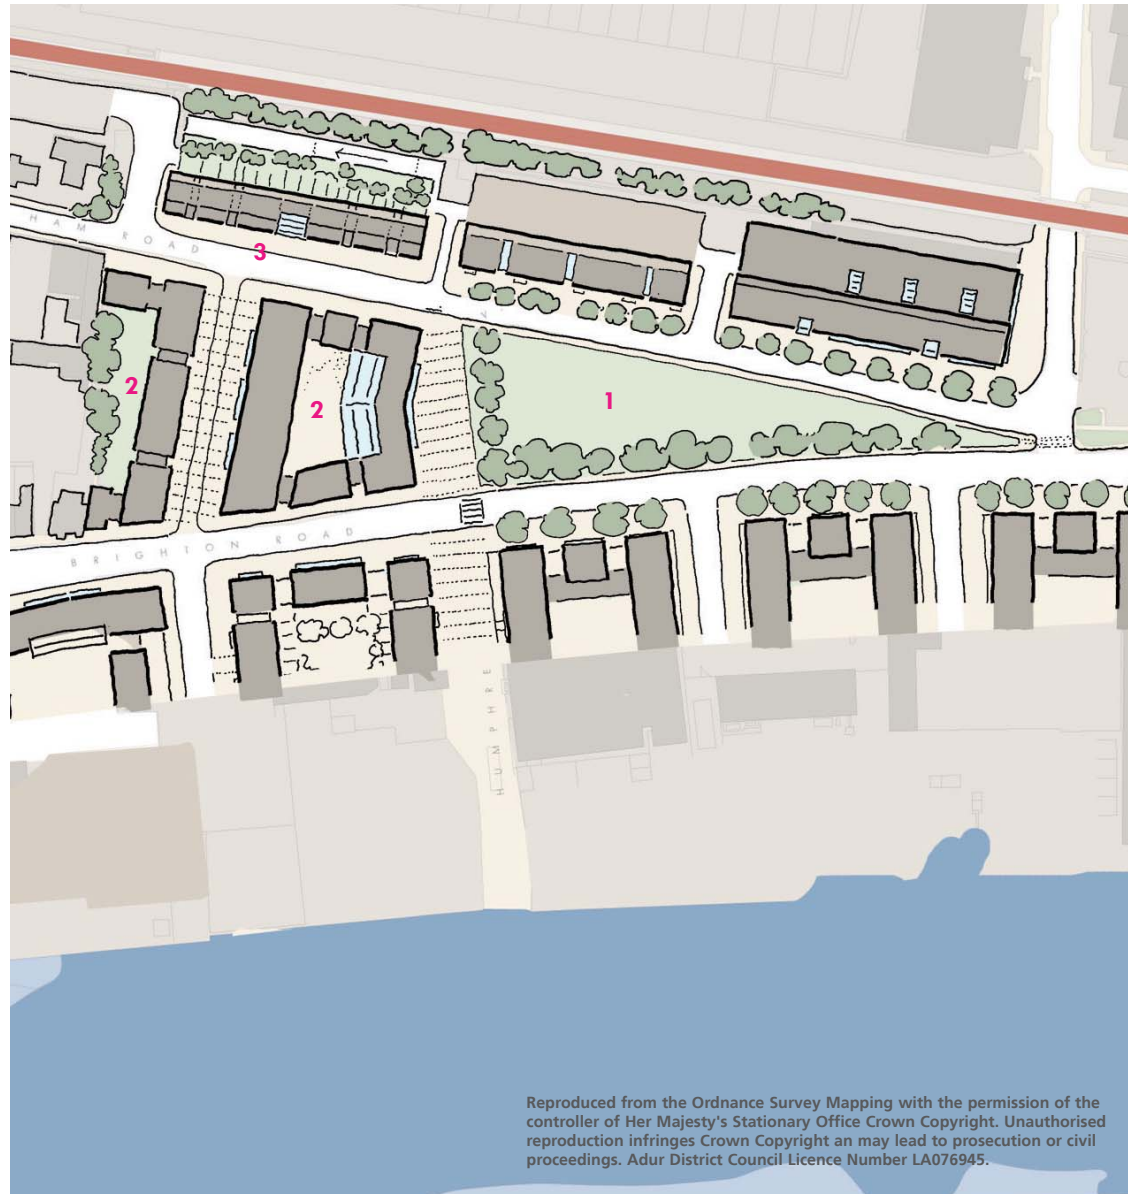 HAM ROAD
3
2
2
1
BRIGHTON ROAD
HUMPHRE
Reproduced from the Ordnance Survey Mapping with the permission of the
controller of Her Majesty's Stationary Office Crown Copyright. Unauthorised
reproduction infringes Crown Copyright an may lead to prosecution or civil
proceedings. Adur District Council Licence Number LA076945.